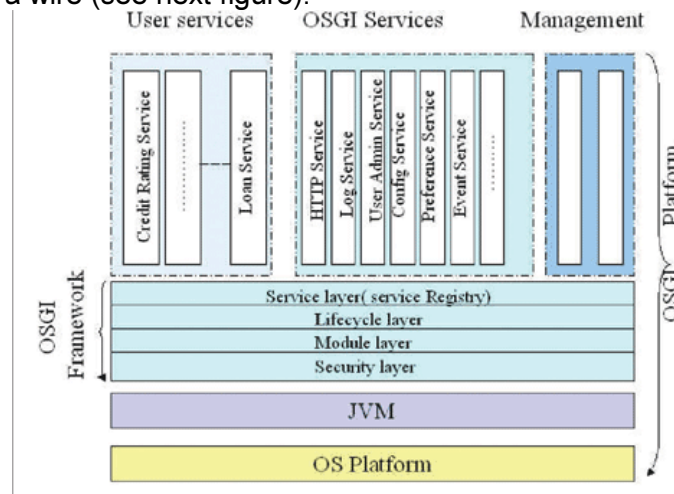 a wire (see next figure).
User services
OSGI Services
Management
Credit Rating Service
Loan Service
HTTP Service
Log Service
User Admin Service
Config Service
Preference Service
Event Service
Platform
OSGI
OSGI
Framework
Service layer( service Registry)
Lifecycle layer
Module layer
Security layer
JVM
OS Platform